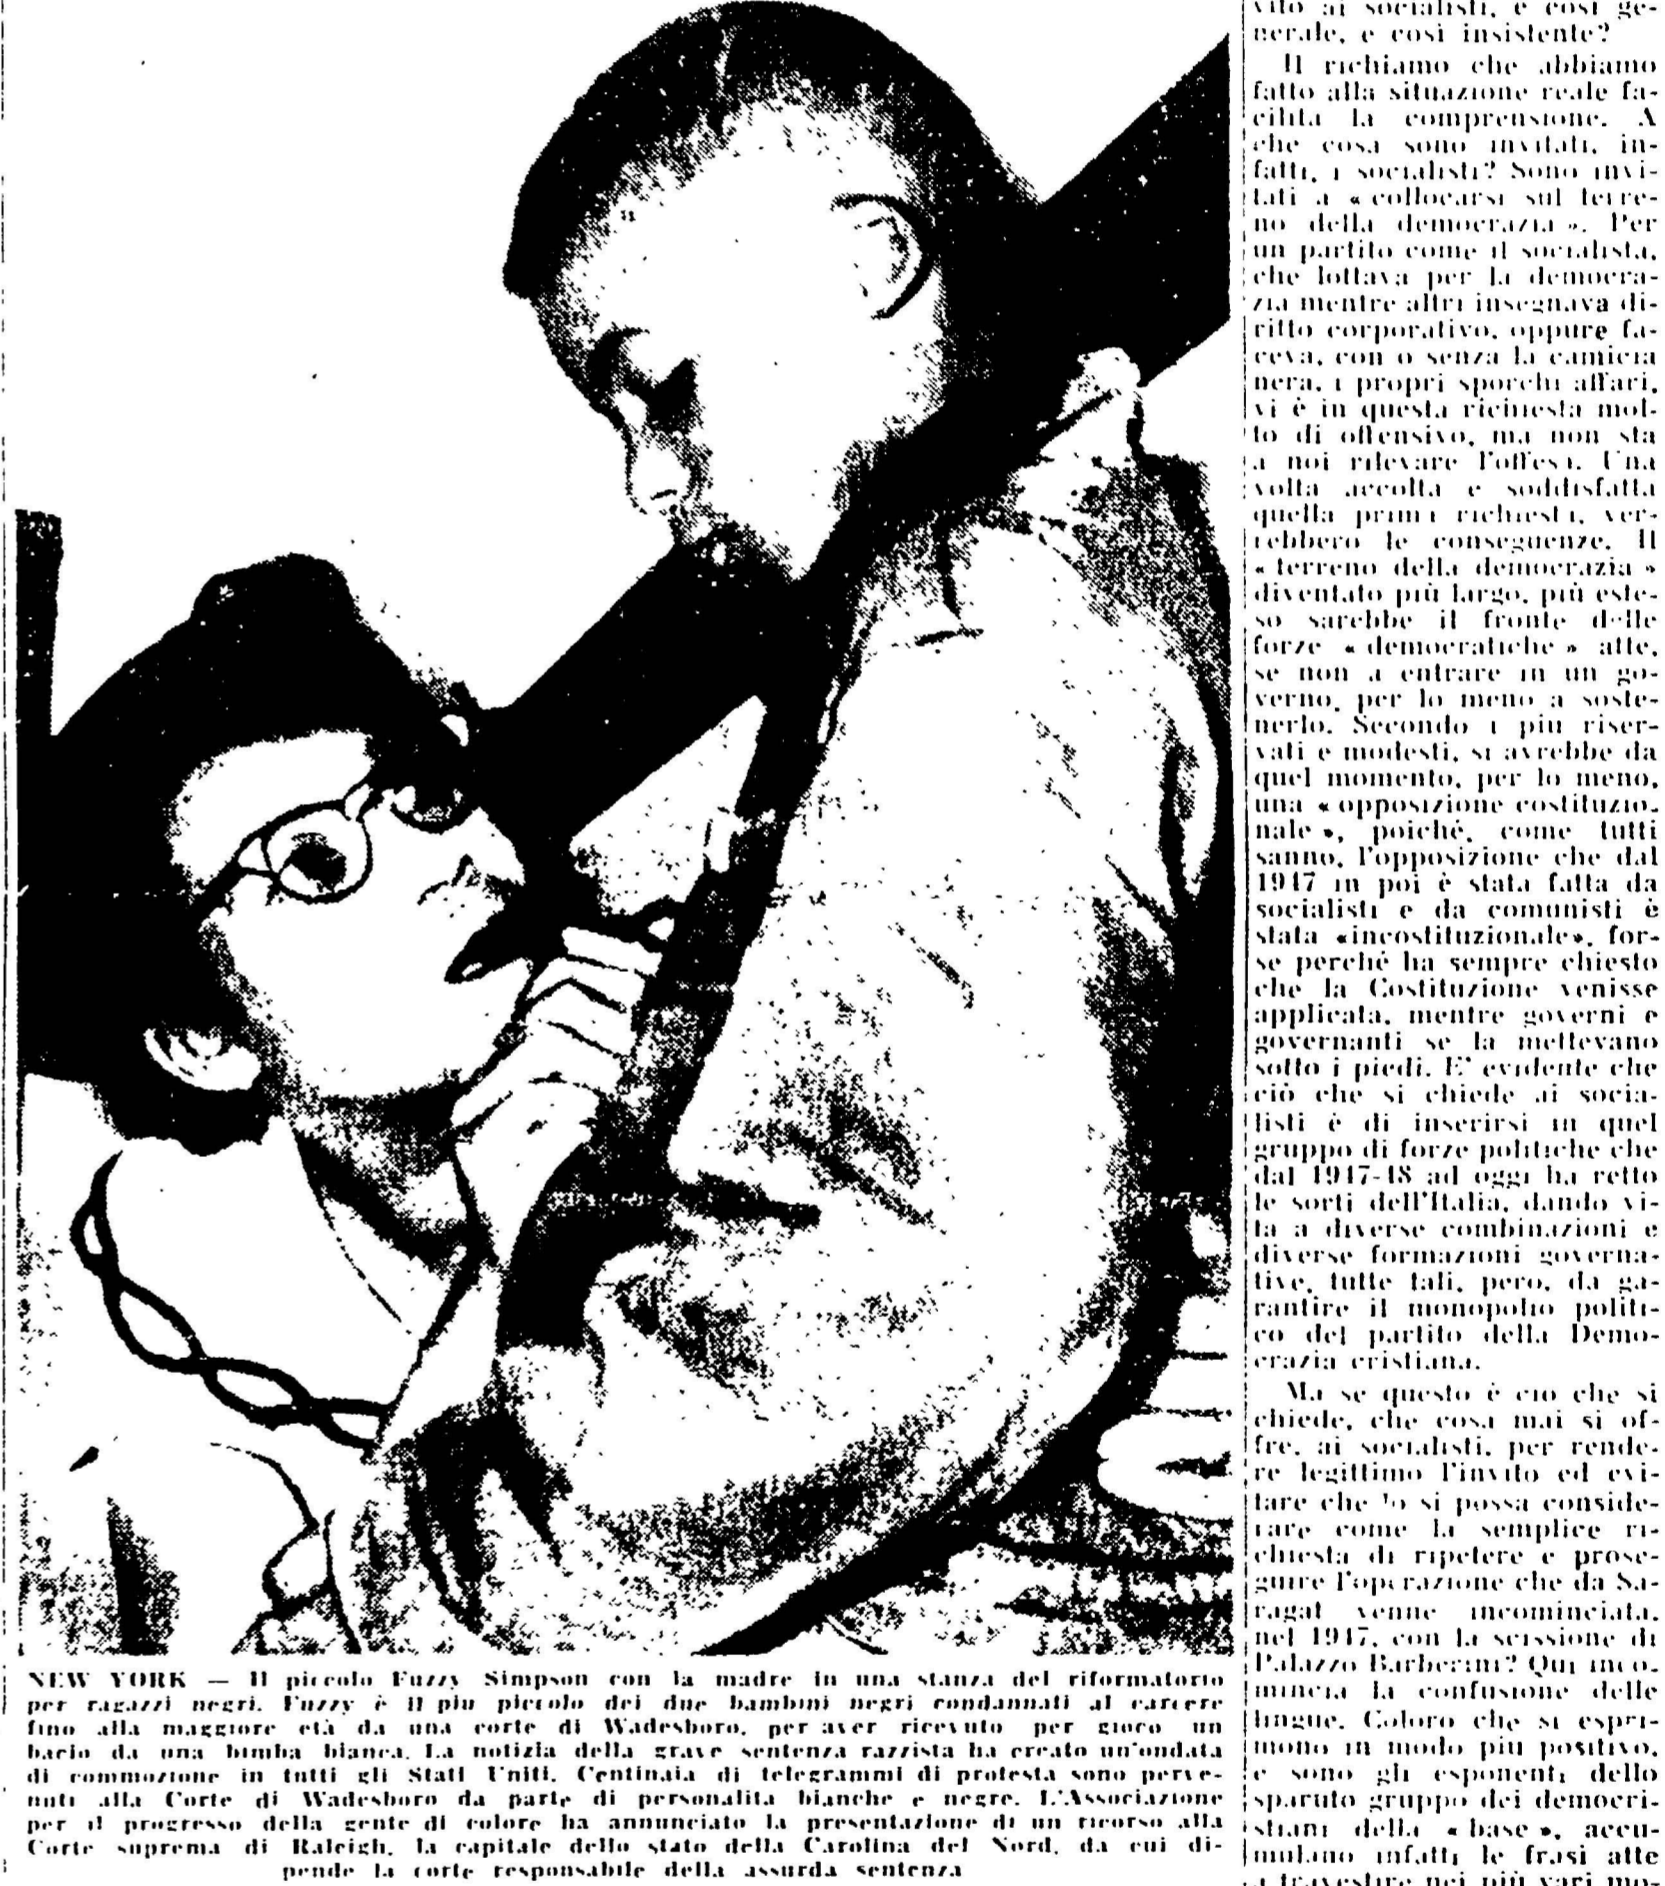 NEW YORK — Il piccolo Fuzzy Simpson con la madre in una stanza del riformatorio
per ragazzi negri. Fuzzy è il più piccolo dei due bambini negri condannati al carcere
fino alla maggiore età da una corte di Wadesboro, per aver ricevuto per gioco un
bacio da una bimba bianca. La notizia della grave sentenza razzista ha creato un'ondata
di commozione in tutti gli Stati Uniti. Centinaia di telegrammi di protesta sono perve-
nuti alla Corte di Wadesboro da parte di personalità bianche e negre. L'Associazione
per il progresso della gente di colore ha annunciato la presentazione di un ricorso alla
Corte suprema di Raleigh, la capitale dello stato della Carolina del Nord, da cui di-
pende la corte responsabile della assurda sentenza
vito ai socialisti, e così ge-
nerale, e così insistente?
Il richiamo che abbiamo
fatto alla situazione reale fa-
cilita la comprensione. A
che cosa sono invitati, in-
fatti, i socialisti? Sono invi-
tati a « collocarsi sul terre-
no della democrazia ». Per
un partito come il socialista,
che lottava per la democra-
zia mentre altri insegnava di-
ritto corporativo, oppure fa-
ceva, con o senza la camicia
nera, i propri sporchi affari,
vi è in questa richiesta mol-
to di offensivo, ma non sta
a noi rilevare l'offesa. Una
volta accolta e soddisfatta
quella prima richiesta, ver-
rebbero le conseguenze. Il
« terreno della democrazia »
diventato più largo, più este-
so sarebbe il fronte delle
forze « democratiche » atte,
se non a entrare in un go-
verno, per lo meno a soste-
nerlo. Secondo i più riser-
vati e modesti, si avrebbe da
quel momento, per lo meno,
una « opposizione costituzio-
nale », poichè, come tutti
sanno, l'opposizione che dal
1947 in poi è stata fatta da
socialisti e da comunisti è
stata «incostituzionale», for-
se perchè ha sempre chiesto
che la Costituzione venisse
applicata, mentre governi e
governanti se la mettevano
sotto i piedi. E' evidente che
ciò che si chiede ai socia-
listi è di inserirsi in quel
gruppo di forze politiche che
dal 1947-48 ad oggi ha retto
le sorti dell'Italia, dando vi-
ta a diverse combinazioni e
diverse formazioni governa-
tive, tutte tali, però, da ga-
rantire il monopolio politi-
co del partito della Demo-
crazia cristiana.
Ma se questo è ciò che si
chiede, che cosa mai si of-
fre, ai socialisti, per rende-
re legittimo l'invito ed evi-
tare che lo si possa conside-
rare come la semplice ri-
chiesta di ripetere e prose-
guire l'operazione che da Sa-
ragat venne incominciata,
nel 1947, con la scissione di
Palazzo Barberini? Qui inco-
mincia la confusione delle
lingue. Coloro che si espri-
mono in modo più positivo,
e sono gli esponenti dello
sparuto gruppo dei democri-
stiani della « base », accu-
mulano infatti le frasi atte
a travestire nei più vari mo-